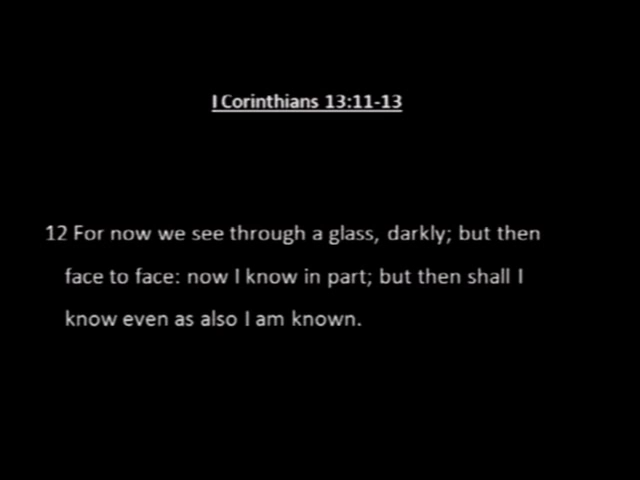 I Corinthians 13:11-13
12 For now we see through a glass, darkly; but then
face to face: now I know in part; but then shall I
know even as also I am known.